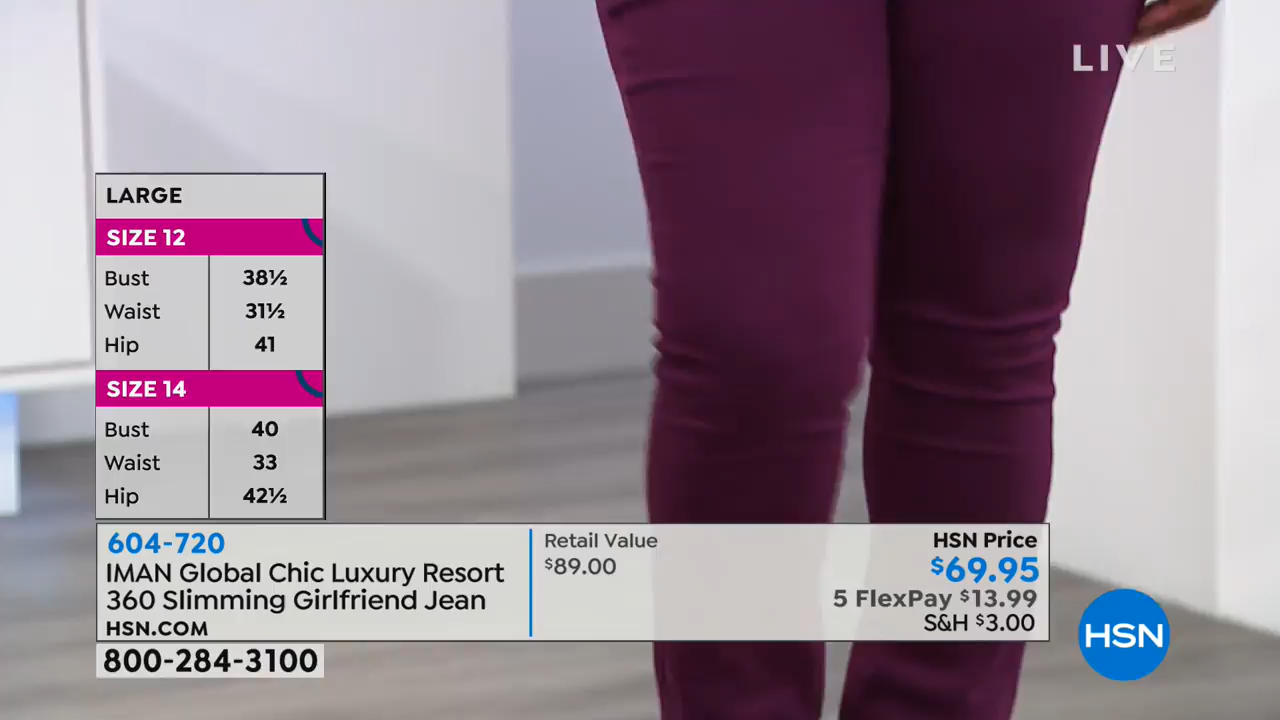 LIVE
LARGE
SIZE 12
Bust 38½
Waist 31½
Hip 41
SIZE 14
Bust 40
Waist 33
Hip 42½
604-720
IMAN Global Chic Luxury Resort
360 Slimming Girlfriend Jean
HSN.COM
Retail Value
$89.00
HSN Price
$69.95
5 FlexPay $13.99
S&H $3.00
800-284-3100
HSN